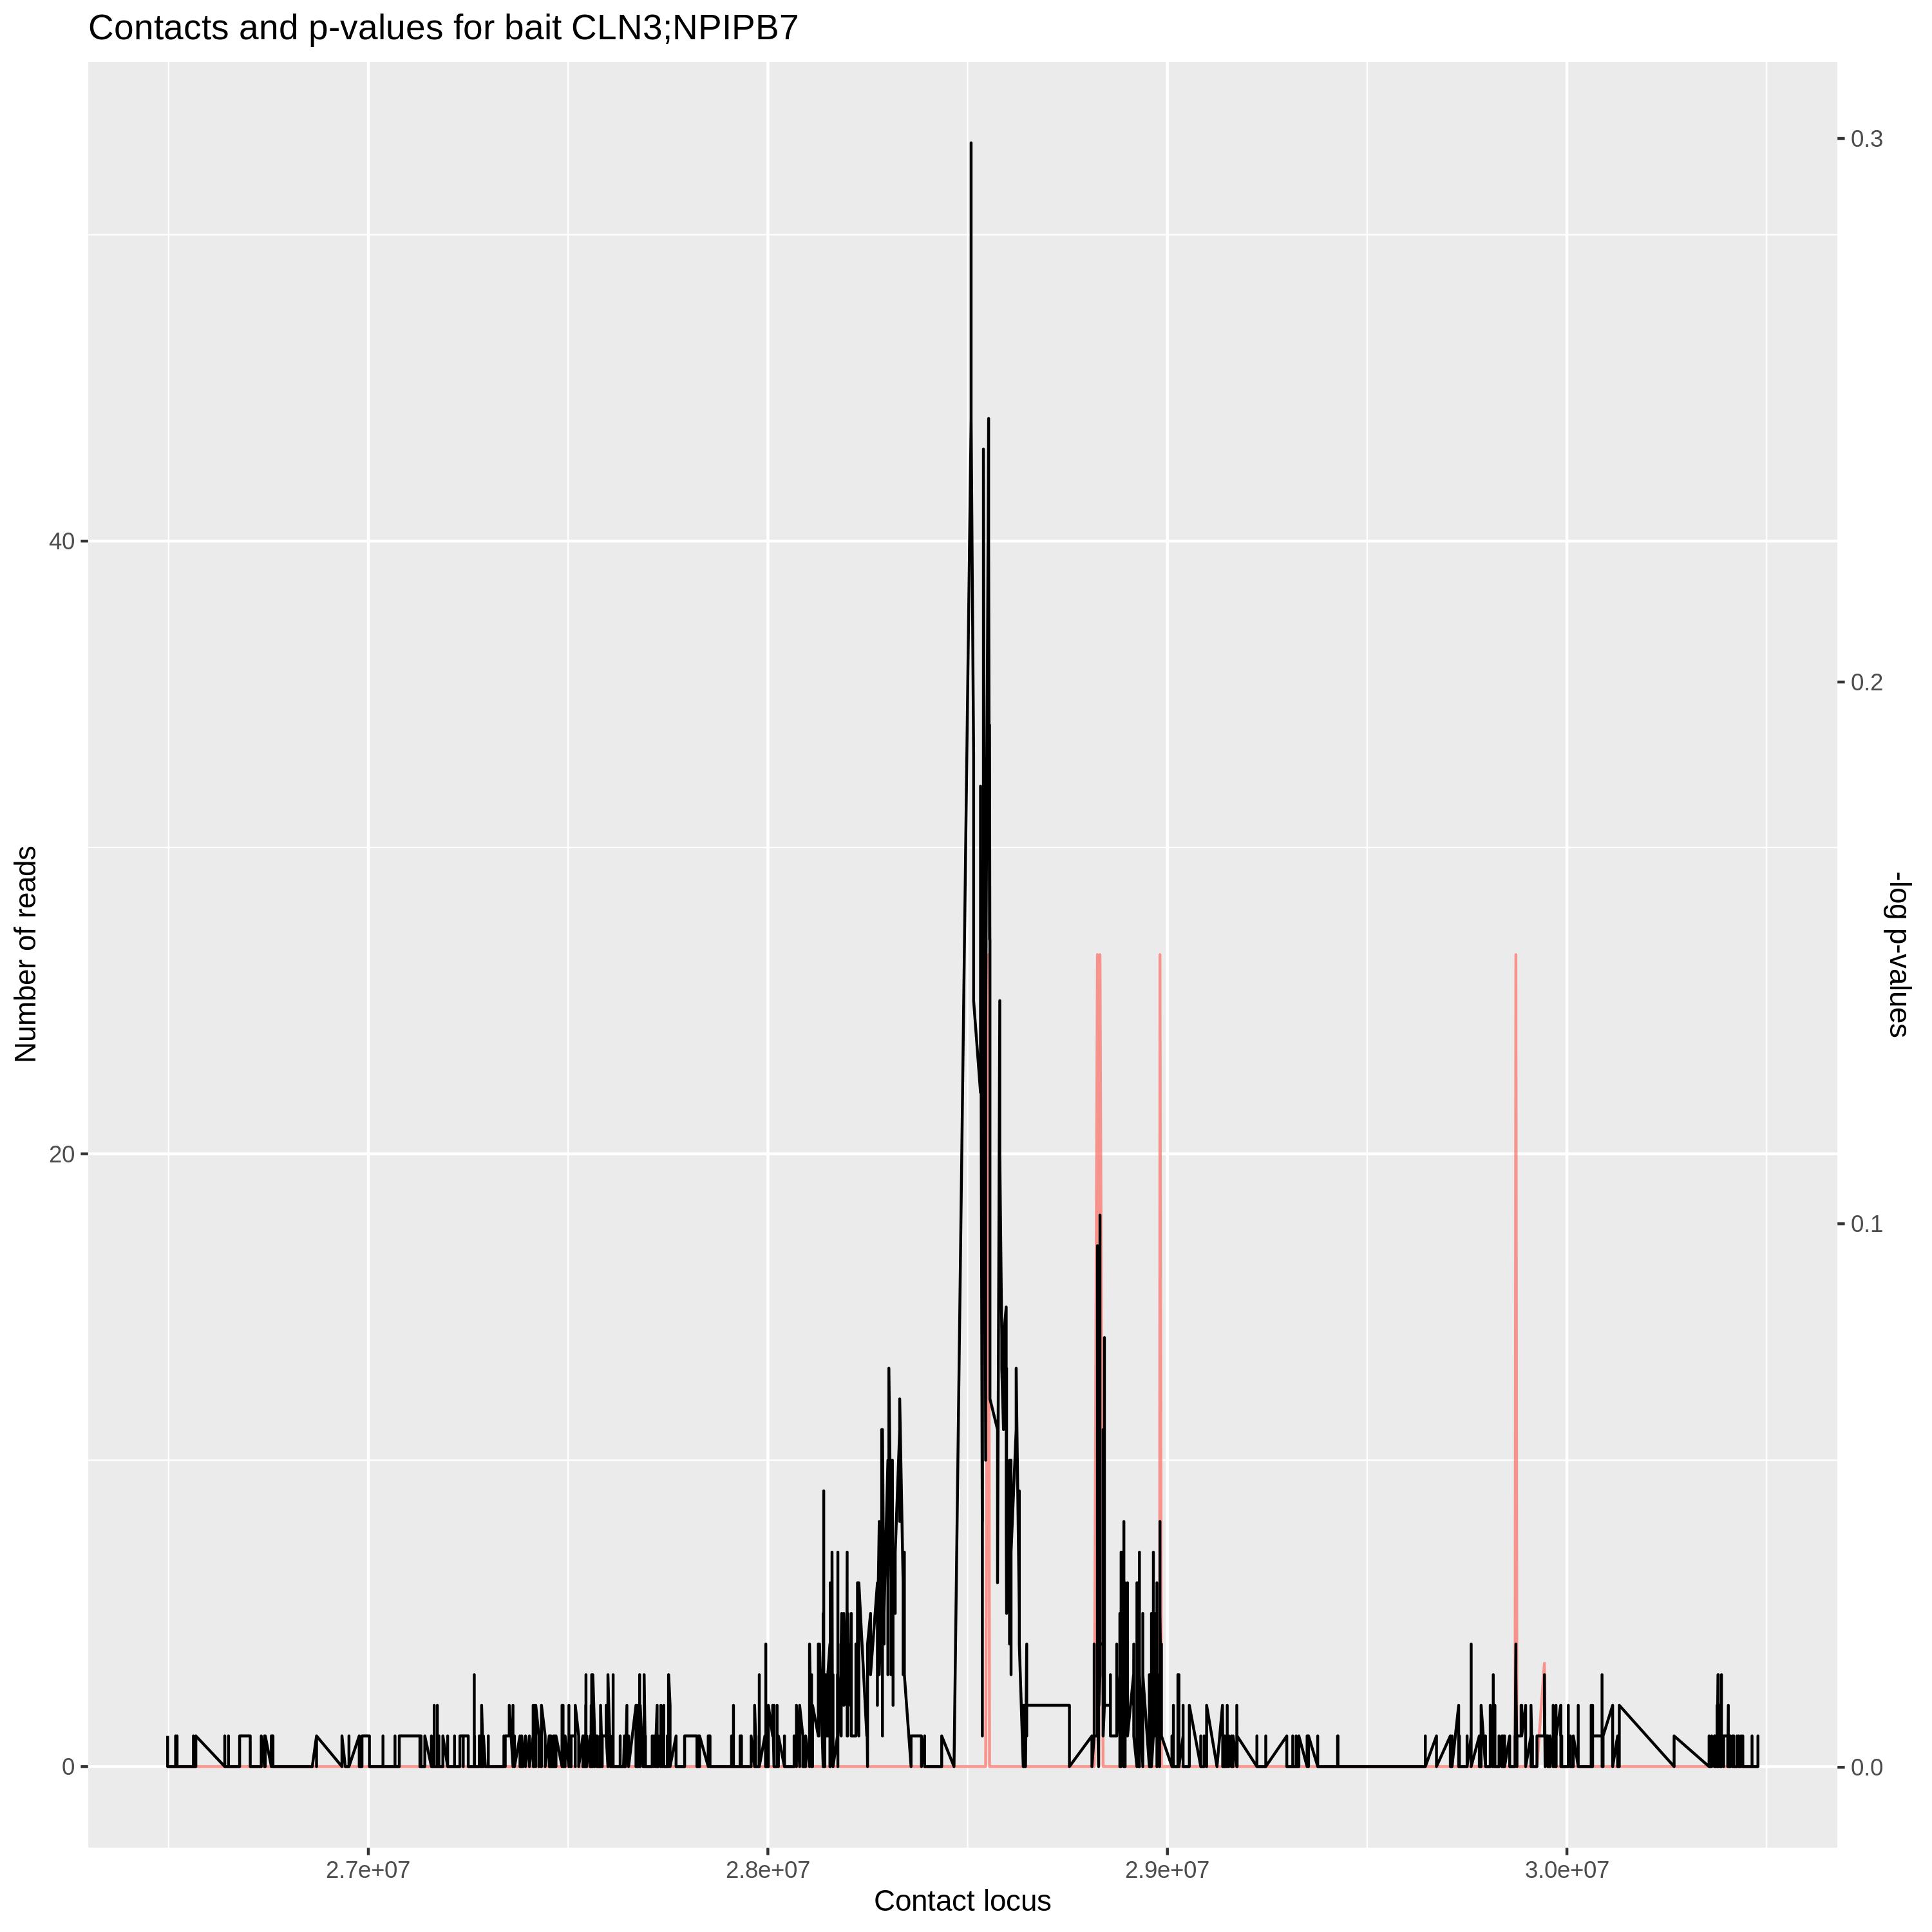 Contacts and p-values for bait CLN3;NPIPB7
Number of reads
40
20
0
0.3
0.2
0.1
0.0
-log p-values
2.7e+07
2.8e+07
2.9e+07
3.0e+07
Contact locus